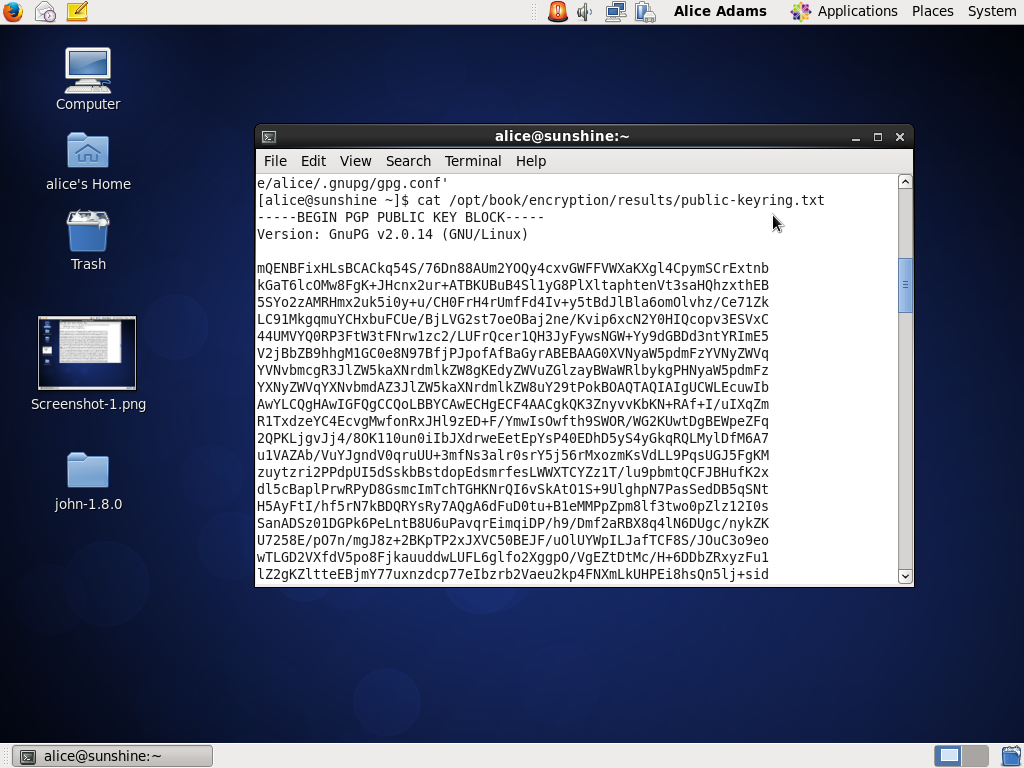 Alice Adams Applications Places System
Computer
alice's Home
Trash
Screenshot-1.png
john-1.8.0
alice@sunshine:~
File Edit View Search Terminal Help
e/alice/.gnupg/gpg.conf'
[alice@sunshine ~]$ cat /opt/book/encryption/results/public-keyring.txt
-----BEGIN PGP PUBLIC KEY BLOCK-----
Version: GnuPG v2.0.14 (GNU/Linux)
mQENBFixHLsBCACkq54S/76Dn88AUm2YOQy4cxvGWFFVWXaKXgl4CpymSCrExtnb
kGaT6lcOMw8FgK+JHcnx2ur+ATBKUBuB4Sl1yG8PlXltaphtenVt3saHQhzxthEB
5SYo2zAMRHmx2uk5i0y+u/CH0FrH4rUmfFd4Iv+y5tBdJlBla6omOlvhz/Ce71Zk
LC91MkgqmuYCHxbuFCUe/BjLVG2st7oeOBaj2ne/Kvip6xcN2Y0HIQcopv3ESVxC
44UMVYQ0RP3FtW3tFNrw1zc2/LUFrQcer1QH3JyFywsNGW+Yy9dGBDd3ntYRImE5
V2jBbZB9hhgM1GC0e8N97BfjPJpofAfBaGyrABEBAAG0XVNyaW5pdmFzYVNyZWVq
YVNvbmcgR3JlZW5kaXNrdmlkZW8gKEdyZWVuZGlzayBWaWRlbykgPHNyaW5pdmFz
YXNyZWVqYXNvbmdAZ3JlZW5kaXNrdmlkZW8uY29tPokBOAQTAQIAIgUCWLEcuwIb
AwYLCQgHAwIGFQgCCQoLBBYCAwECHgECF4AACgkQK3ZnyvvKbKN+RAf+I/uIXqZm
R1TxdzeYC4EcvgMwfonRxJHl9zED+F/YmwIsOwfth9SWOR/WG2KUwtDgBEWpeZFq
2QPKLjgvJj4/8OK110un0iIbJXdrweEetEpYsP40EDhD5yS4yGkqRQLMylDfM6A7
u1VAZAb/VuYJgndV0qruUU+3mfNs3alr0srY5j56rMxozmKsVdLL9PqsUGJ5FgKM
zuytzri2PPdpUI5dSskbBstdopEdsmrfesLWWXTCYZz1T/lu9pbmtQCFJBHufK2x
dl5cBaplPrwRPyD8GsmcImTchTGHKNrQI6vSkAtO1S+9UlghpN7PasSedDB5qSNt
H5AyFtI/hf5rN7kBDQRYsRy7AQgA6dFuD0tu+B1eMMPpZpm8lf3two0pZlz12I0s
SanADSz01DGPk6PeLntB8U6uPavqrEimqiDP/h9/Dmf2aRBX8q4lN6DUgc/nykZK
U7258E/pO7n/mgJ8z+2BKpTP2xJXVC50BEJF/uOlUYWpILJafTCF8S/JOuC3o9eo
wTLGD2VXfdV5po8FjkauuddwLUFL6glfo2XggpO/VgEZtDtMc/H+6DDbZRxyzFu1
lZ2gKZltteEBjmY77uxnzdcp77eIbzrb2Vaeu2kp4FNXmLkUHPEi8hsQn5lj+sid
alice@sunshine:~